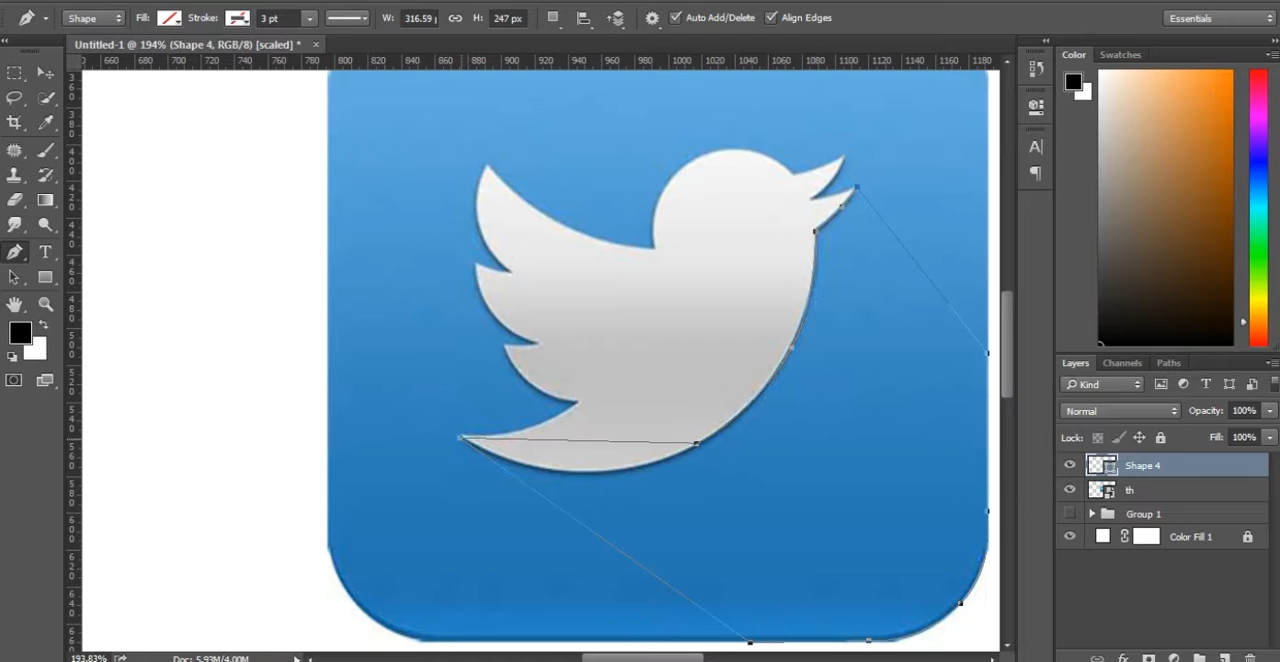 Shape Fill: Stroke: 3 pt W: 316.59 p H: 247 px Auto Add/Delete Align Edges Essentials
Untitled-1 @ 194% (Shape 4, RGB/8) [scaled] * ×
660 680 700 720 740 760 780 800 820 840 860 880 900 920 940 960 980 1000 1020 1040 1060 1080 1100 1120 1140 1160 1180
Color Swatches
Layers Channels Paths
Kind
Normal Opacity: 100%
Lock: Fill: 100%
Shape 4
th
Group 1
Color Fill 1
193.83% Doc: 5.93M/4.00M